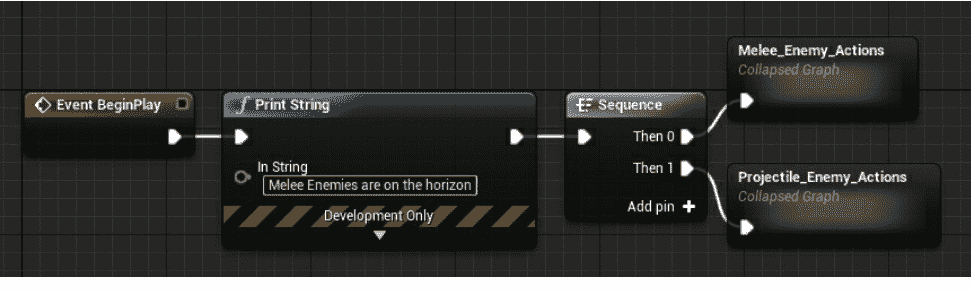 Event BeginPlay
Print String
In String
Melee Enemies are on the horizon
Development Only
Sequence
Then 0
Then 1
Add pin
Melee_Enemy_Actions
Collapsed Graph
Projectile_Enemy_Actions
Collapsed Graph